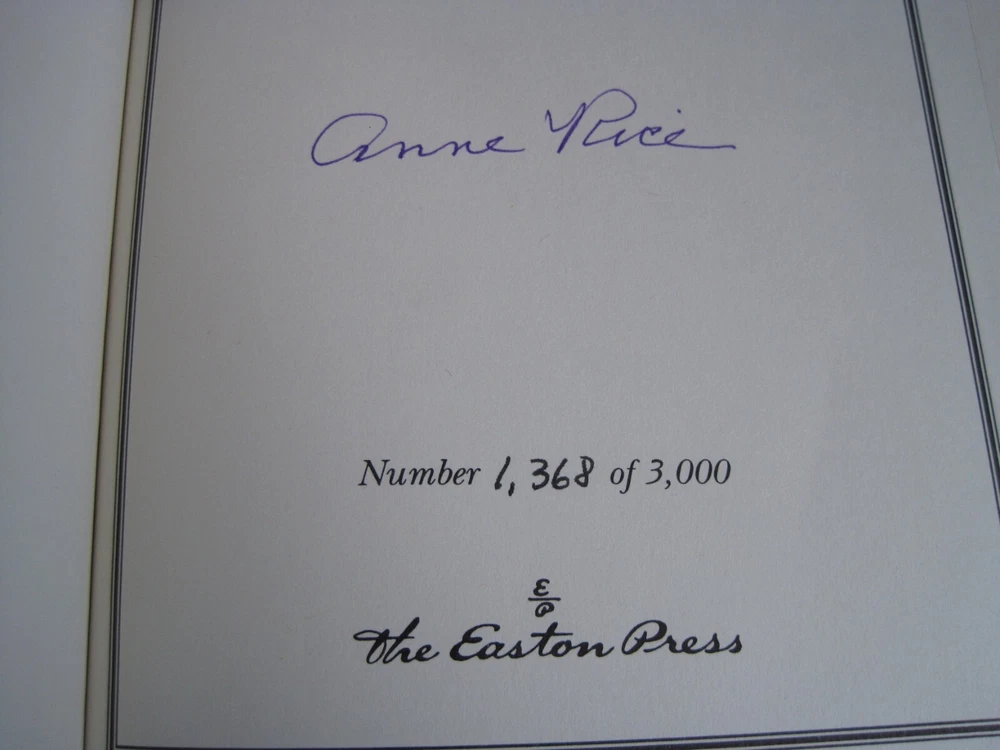 Anne Rice
Number 1,368 of 3,000
E
P
The Easton Press